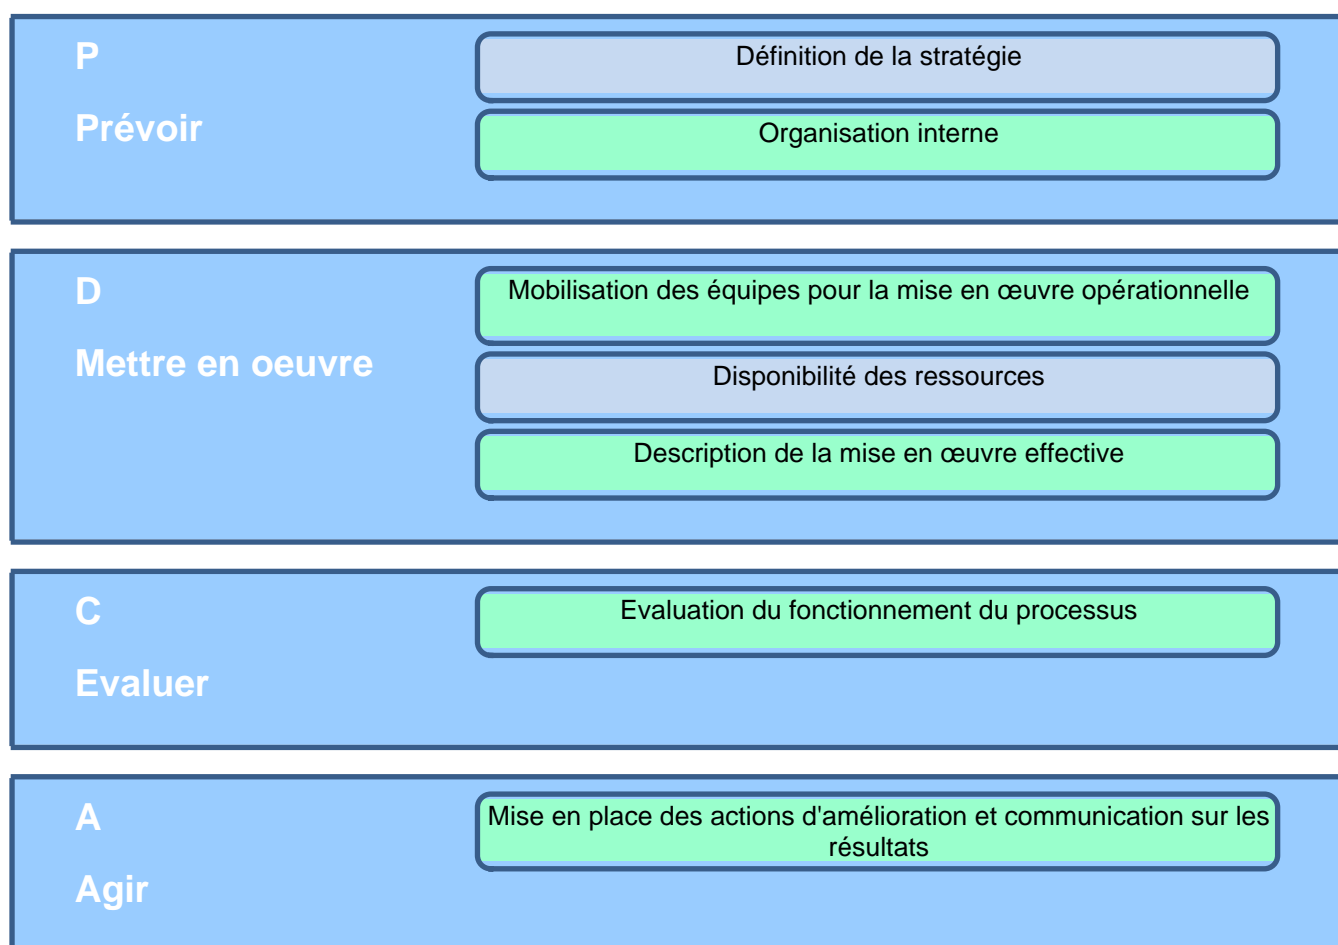 P
Prévoir
Définition de la stratégie
Organisation interne
D
Mettre en oeuvre
Mobilisation des équipes pour la mise en œuvre opérationnelle
Disponibilité des ressources
Description de la mise en œuvre effective
C
Evaluer
Evaluation du fonctionnement du processus
A
Agir
Mise en place des actions d'amélioration et communication sur les
résultats